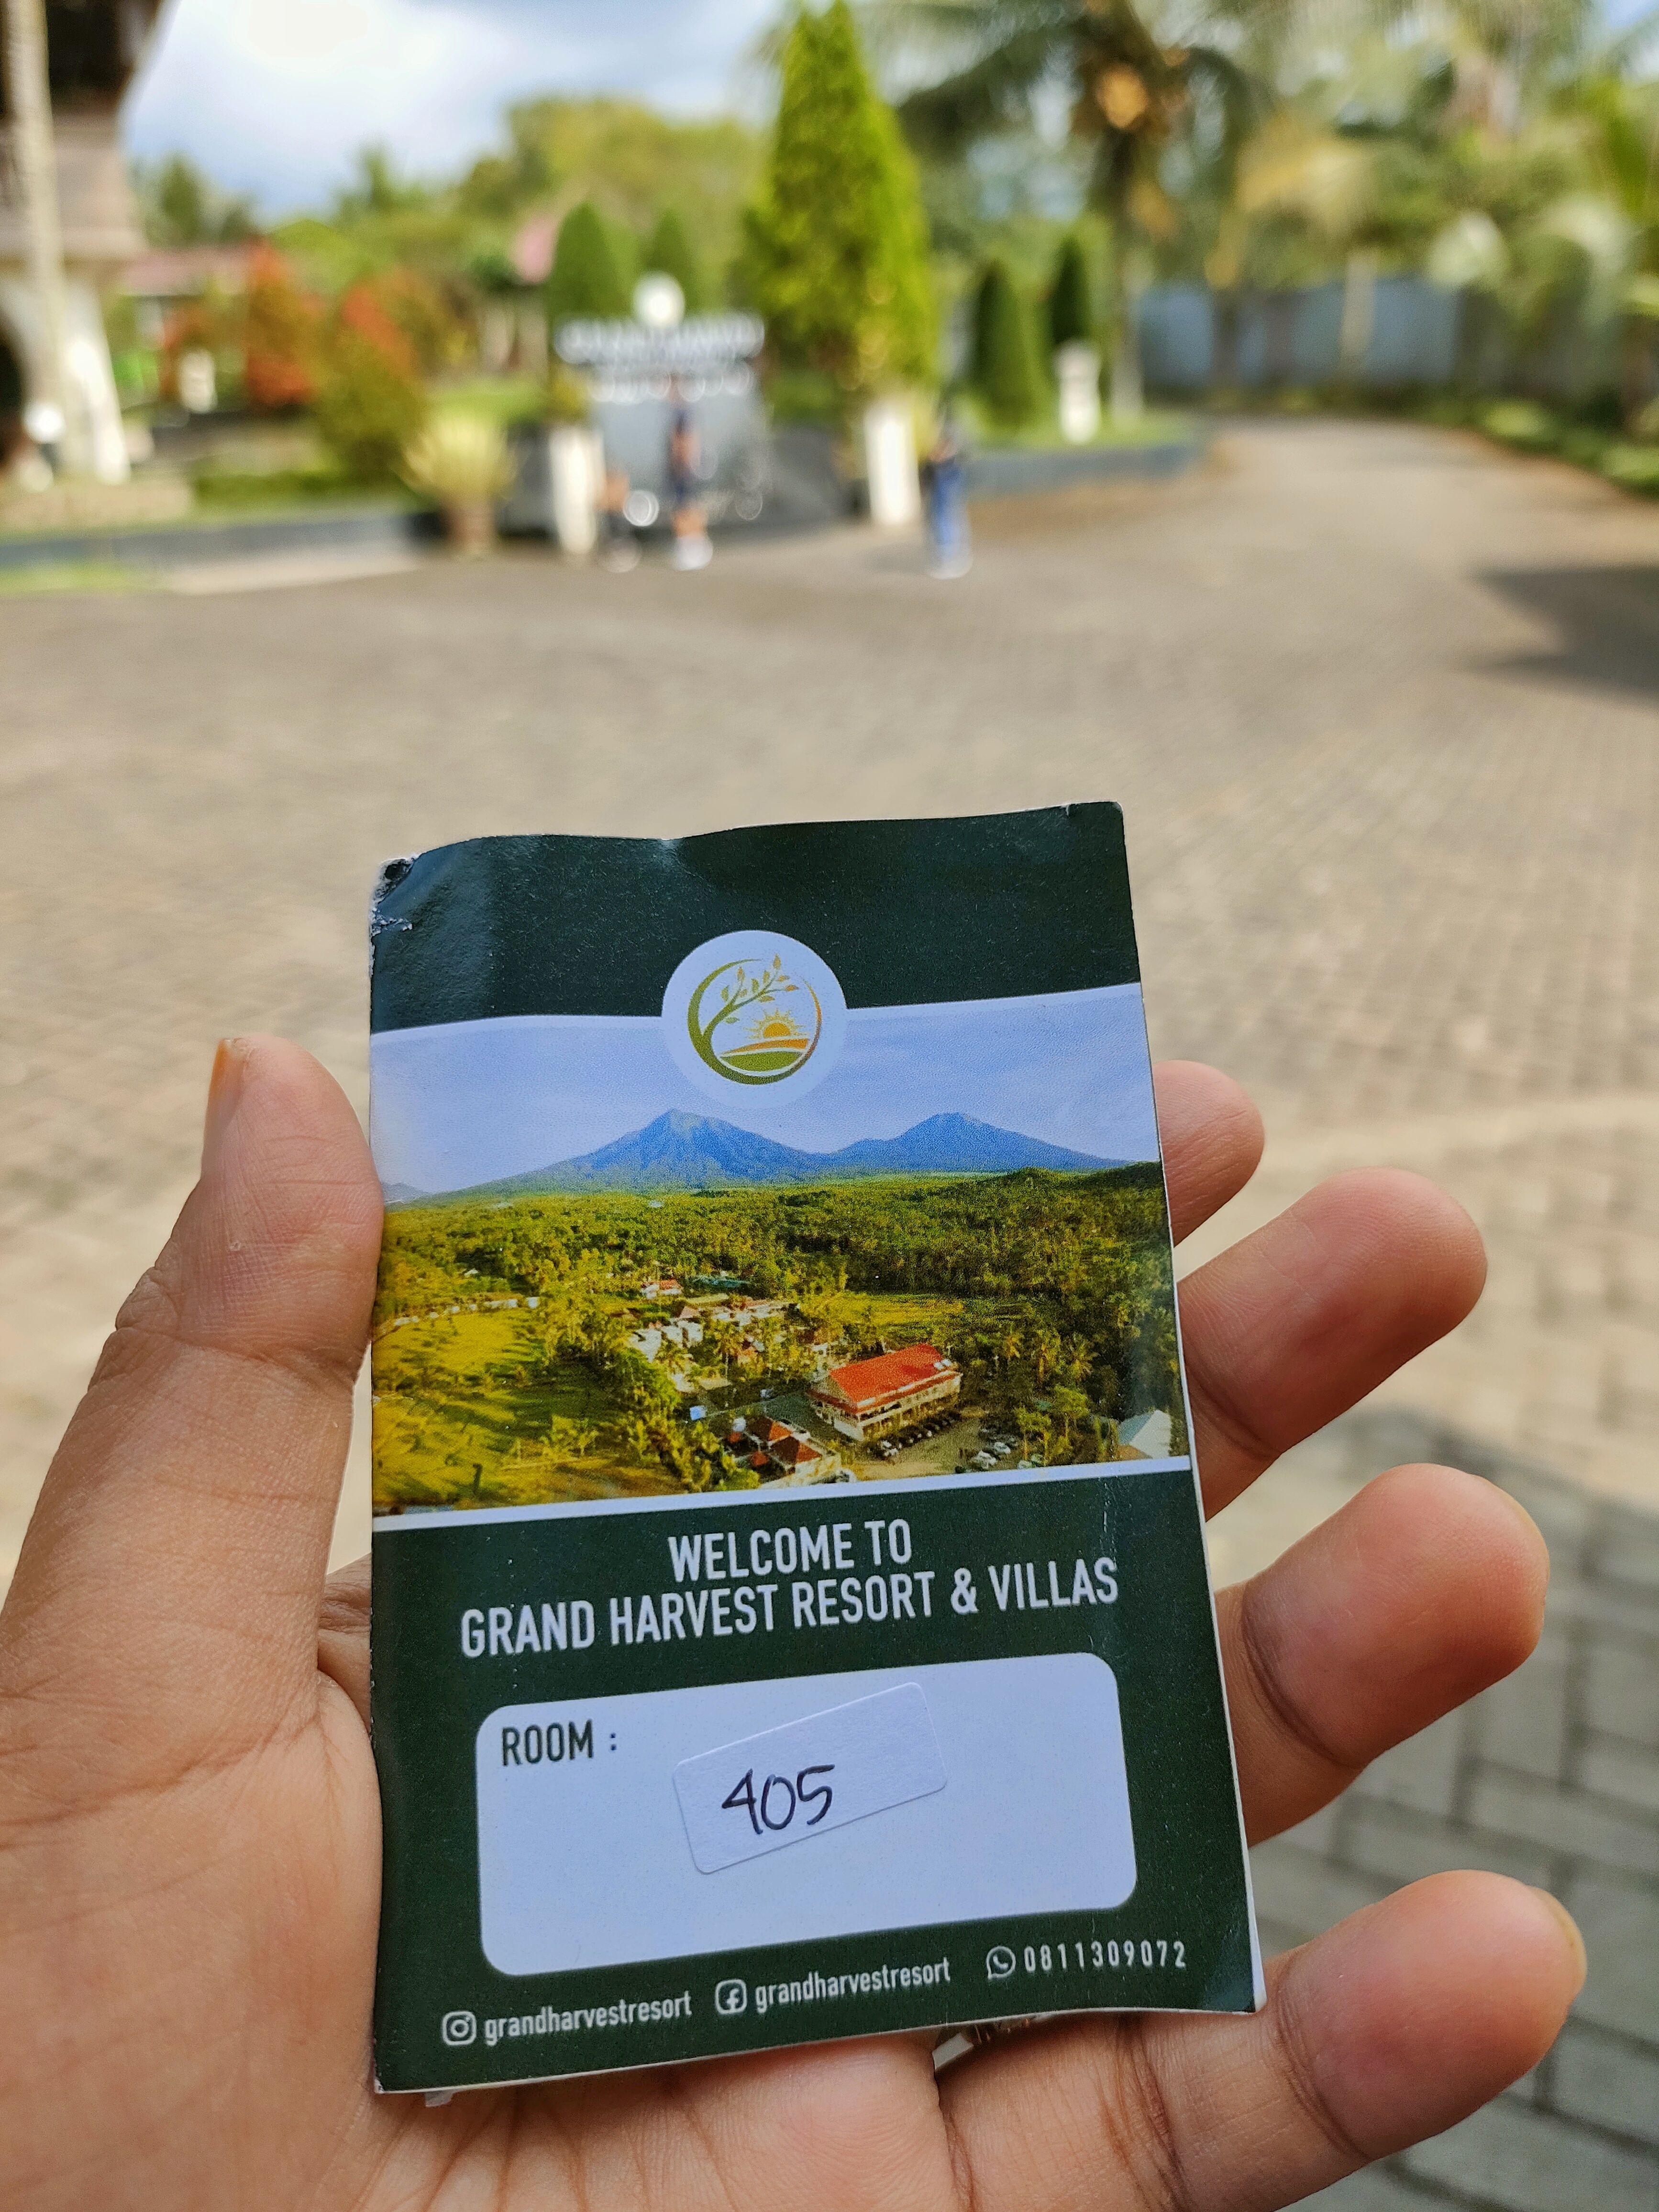 WELCOME TO
GRAND HARVEST RESORT & VILLAS
ROOM :
405
grandharvestresort grandharvestresort 0811309072